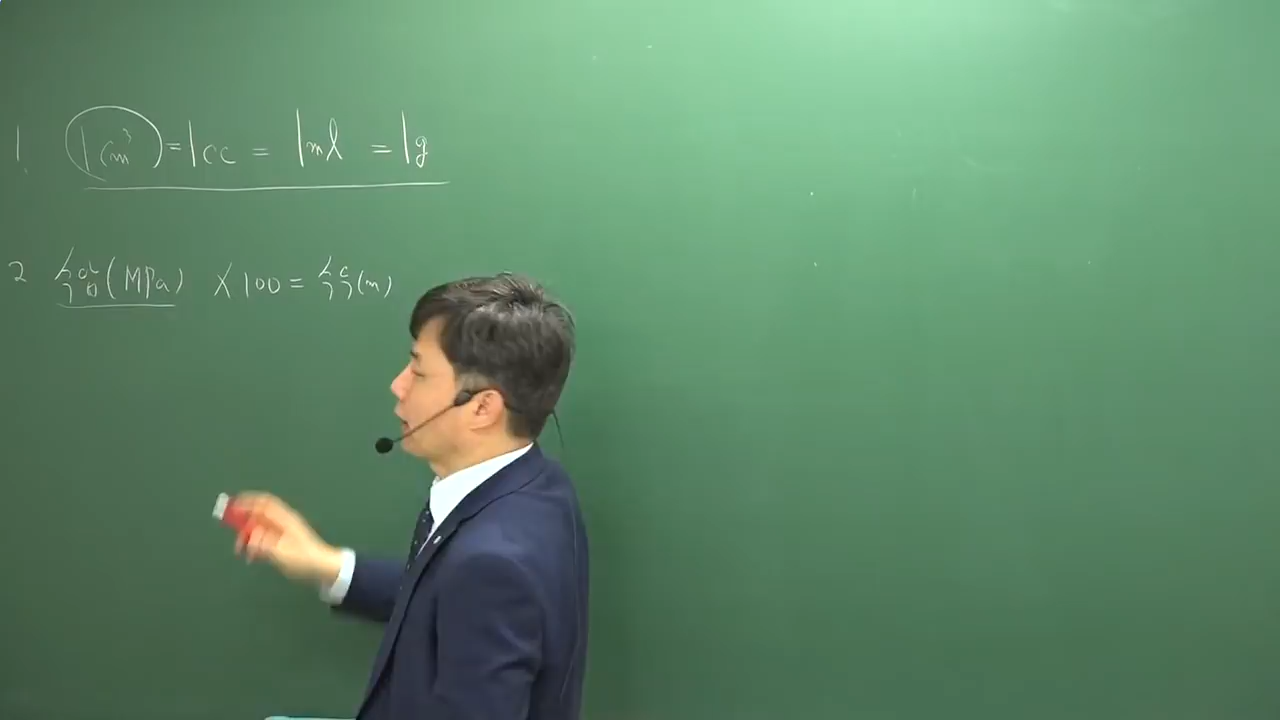 1 1cm³ = 1cc = 1ml = 1g
2 수압(MPa) X 100 = 수두(m)